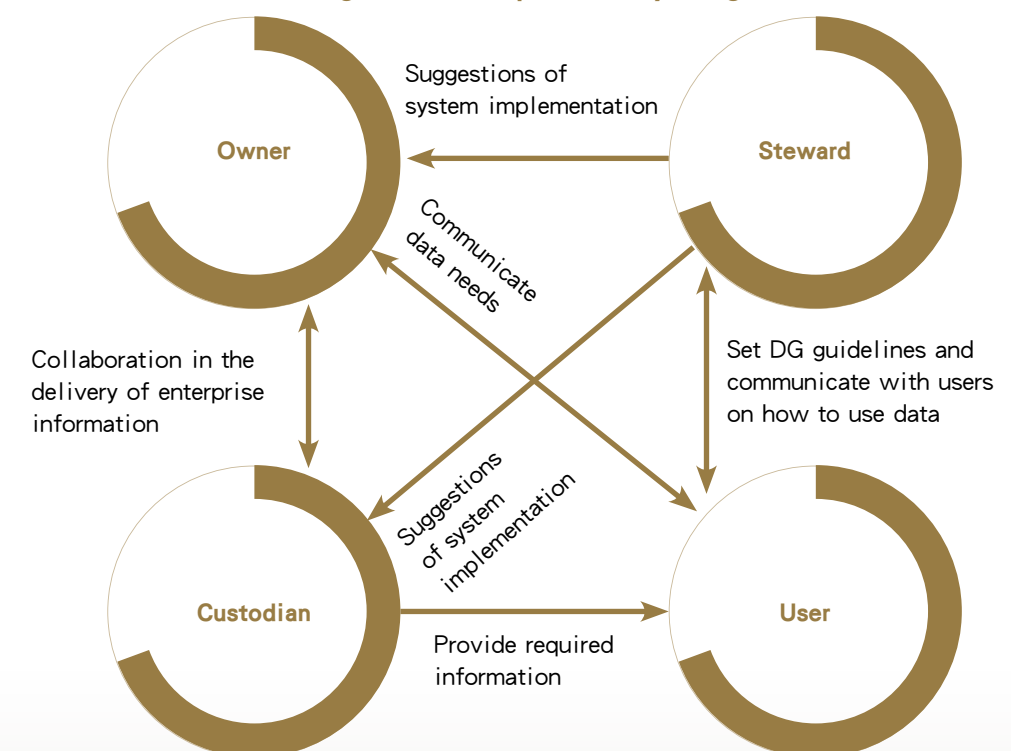 Owner
Suggestions of
system implementation
Steward
Communicate
data needs
Collaboration in the
delivery of enterprise
information
Set DG guidelines and
communicate with users
on how to use data
Suggestions
of system
implementation
Custodian
User
Provide required
information